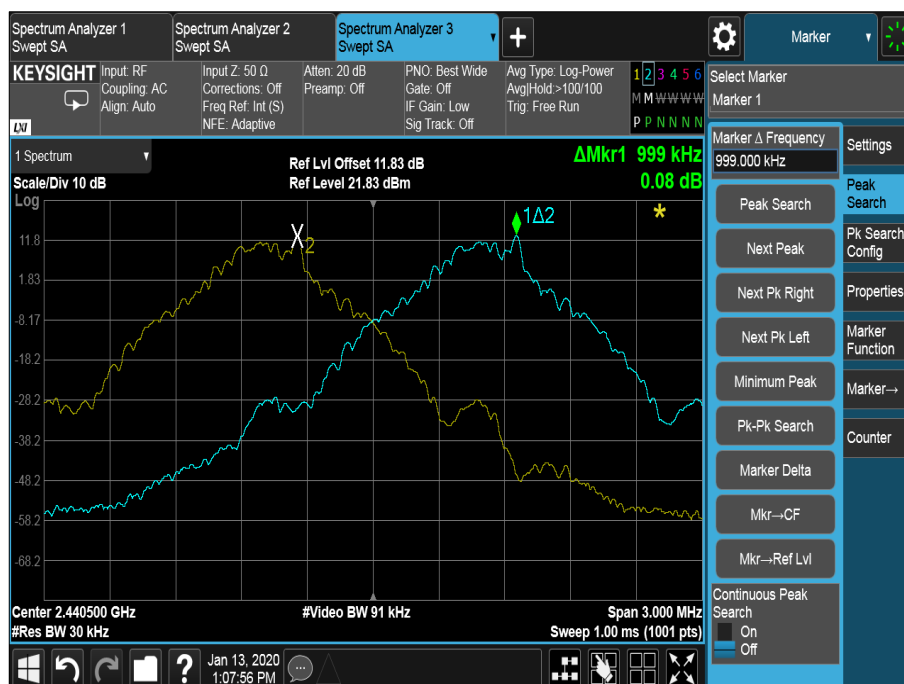 Spectrum Analyzer 1
Swept SA
Spectrum Analyzer 2
Swept SA
Spectrum Analyzer 3
Swept SA
▼
+
Marker
▼
KEYSIGHT
LXI
Input: RF
Coupling: AC
Align: Auto
Input Z: 50 Ω
Corrections: Off
Freq Ref: Int (S)
NFE: Adaptive
Atten: 20 dB
Preamp: Off
PNO: Best Wide
Gate: Off
IF Gain: Low
Sig Track: Off
Avg Type: Log-Power
Avg|Hold:>100/100
Trig: Free Run
1 2 3 4 5 6
M M W W W W
P P N N N N
Select Marker
Marker 1
1 Spectrum
▼
Scale/Div 10 dB
Log
Ref Lvl Offset 11.83 dB
Ref Level 21.83 dBm
ΔMkr1 999 kHz
0.08 dB
*
1Δ2
X
2
11.8
1.83
-8.17
-18.2
-28.2
-38.2
-48.2
-58.2
-68.2
Center 2.440500 GHz
#Res BW 30 kHz
#Video BW 91 kHz
Span 3.000 MHz
Sweep 1.00 ms (1001 pts)
Marker Δ Frequency
999.000 kHz
Peak Search
Next Peak
Next Pk Right
Next Pk Left
Minimum Peak
Pk-Pk Search
Marker Delta
Mkr→CF
Mkr→Ref Lvl
Continuous Peak
Search
On
Off
Settings
Peak
Search
Pk Search
Config
Properties
Marker
Function
Marker→
Counter
?
Jan 13, 2020
1:07:56 PM